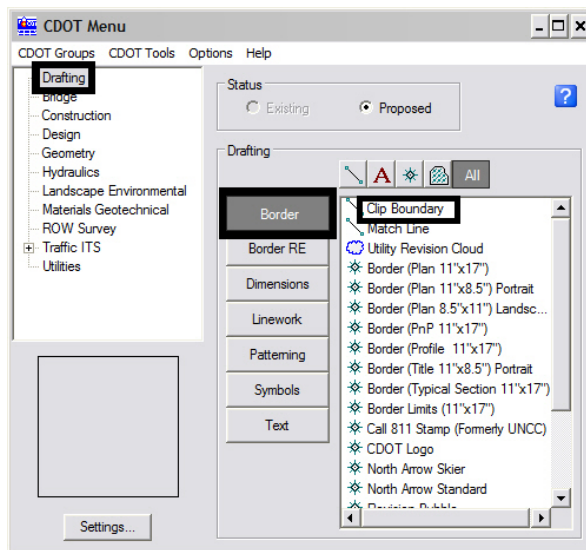 CDOT Menu
CDOT Groups CDOT Tools Options Help
Drafting
Bridge
Construction
Design
Geometry
Hydraulics
Landscape Environmental
Materials Geotechnical
ROW Survey
Traffic ITS
Utilities
Status
Existing Proposed
?
Drafting
A All
Border
Border RE
Dimensions
Linework
Patterning
Symbols
Text
Clip Boundary
Match Line
Utility Revision Cloud
Border (Plan 11"x17")
Border (Plan 11"x8.5") Portrait
Border (Plan 8.5"x11") Landsc...
Border (PnP 11"x17")
Border (Profile 11"x17")
Border (Title 11"x8.5") Portrait
Border (Typical Section 11"x17")
Border Limits (11"x17")
Call 811 Stamp (Formerly UNCC)
CDOT Logo
North Arrow Skier
North Arrow Standard
Revision Bubble
Settings...